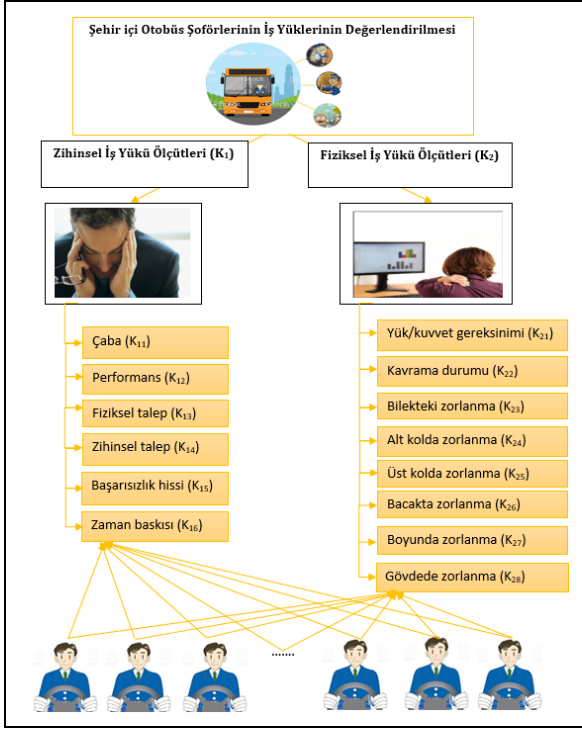 Şehir içi Otobüs Şoförlerinin İş Yüklerinin Değerlendirilmesi
Zihinsel İş Yükü Ölçütleri (K₁)
Fiziksel İş Yükü Ölçütleri (K₂)
Çaba (K₁₁)
Performans (K₁₂)
Fiziksel talep (K₁₃)
Zihinsel talep (K₁₄)
Başarısızlık hissi (K₁₅)
Zaman baskısı (K₁₆)
Yük/kuvvet gereksinimi (K₂₁)
Kavrama durumu (K₂₂)
Bilekteki zorlanma (K₂₃)
Alt kolda zorlanma (K₂₄)
Üst kolda zorlanma (K₂₅)
Bacakta zorlanma (K₂₆)
Boyunda zorlanma (K₂₇)
Gövdede zorlanma (K₂₈)
.......